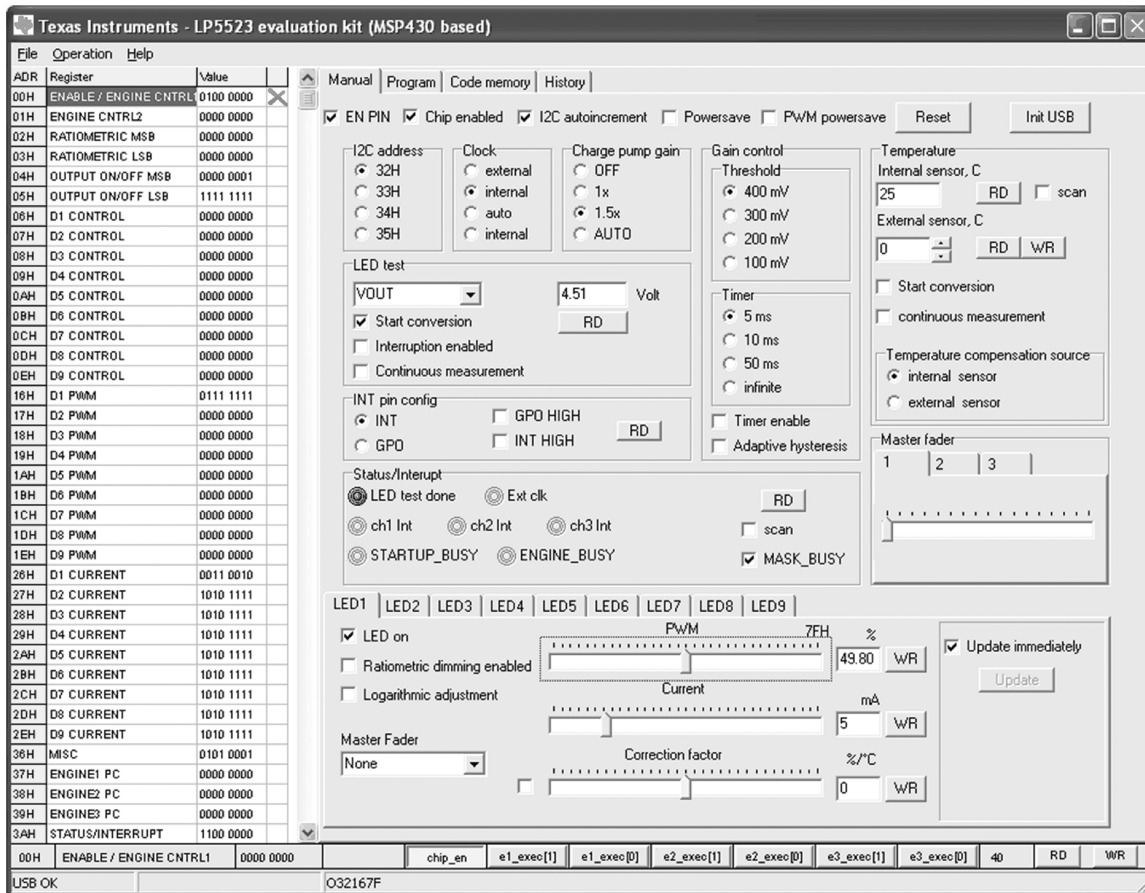 Texas Instruments - LP5523 evaluation kit (MSP430 based)
File Operation Help
ADR Register Value
00H ENABLE / ENGINE CNTRL1 0100 0000
01H ENGINE CNTRL2 0000 0000
02H RATIOMETRIC MSB 0000 0000
03H RATIOMETRIC LSB 0000 0000
04H OUTPUT ON/OFF MSB 0000 0001
05H OUTPUT ON/OFF LSB 1111 1111
06H D1 CONTROL 0000 0000
07H D2 CONTROL 0000 0000
08H D3 CONTROL 0000 0000
09H D4 CONTROL 0000 0000
0AH D5 CONTROL 0000 0000
0BH D6 CONTROL 0000 0000
0CH D7 CONTROL 0000 0000
0DH D8 CONTROL 0000 0000
0EH D9 CONTROL 0000 0000
16H D1 PWM 0111 1111
17H D2 PWM 0000 0000
18H D3 PWM 0000 0000
19H D4 PWM 0000 0000
1AH D5 PWM 0000 0000
1BH D6 PWM 0000 0000
1CH D7 PWM 0000 0000
1DH D8 PWM 0000 0000
1EH D9 PWM 0000 0000
26H D1 CURRENT 0011 0010
27H D2 CURRENT 1010 1111
28H D3 CURRENT 1010 1111
29H D4 CURRENT 1010 1111
2AH D5 CURRENT 1010 1111
2BH D6 CURRENT 1010 1111
2CH D7 CURRENT 1010 1111
2DH D8 CURRENT 1010 1111
2EH D9 CURRENT 1010 1111
36H MISC 0101 0001
37H ENGINE1 PC 0000 0000
38H ENGINE2 PC 0000 0000
39H ENGINE3 PC 0000 0000
3AH STATUS/INTERRUPT 1100 0000
Manual Program Code memory History
EN PIN Chip enabled I2C autoincrement Powersave PWM powersave Reset Init USB
I2C address
32H
33H
34H
35H
Clock
external
internal
auto
internal
Charge pump gain
OFF
1x
1.5x
AUTO
Gain control
Threshold
400 mV
300 mV
200 mV
100 mV
Timer
5 ms
10 ms
50 ms
infinite
Timer enable
Adaptive hysteresis
Temperature
Internal sensor, C
25 RD scan
External sensor, C
0 RD WR
Start conversion
continuous measurement
Temperature compensation source
internal sensor
external sensor
LED test
VOUT 4.51 Volt
Start conversion RD
Interruption enabled
Continuous measurement
INT pin config
INT GPO HIGH
GPO INT HIGH RD
Status/Interupt
LED test done Ext clk RD
ch1 Int ch2 Int ch3 Int scan
STARTUP_BUSY ENGINE_BUSY MASK_BUSY
Master fader
1 2 3
LED1 LED2 LED3 LED4 LED5 LED6 LED7 LED8 LED9
LED on
Ratiometric dimming enabled
Logarithmic adjustment
Master Fader
None
PWM 7FH %
49.80 WR
Current mA
5 WR
Correction factor %/°C
0 WR
Update immediately
Update
00H ENABLE / ENGINE CNTRL1 0000 0000 chip_en e1_exec[1] e1_exec[0] e2_exec[1] e2_exec[0] e3_exec[1] e3_exec[0] 40 RD WR
USB OK O32167F